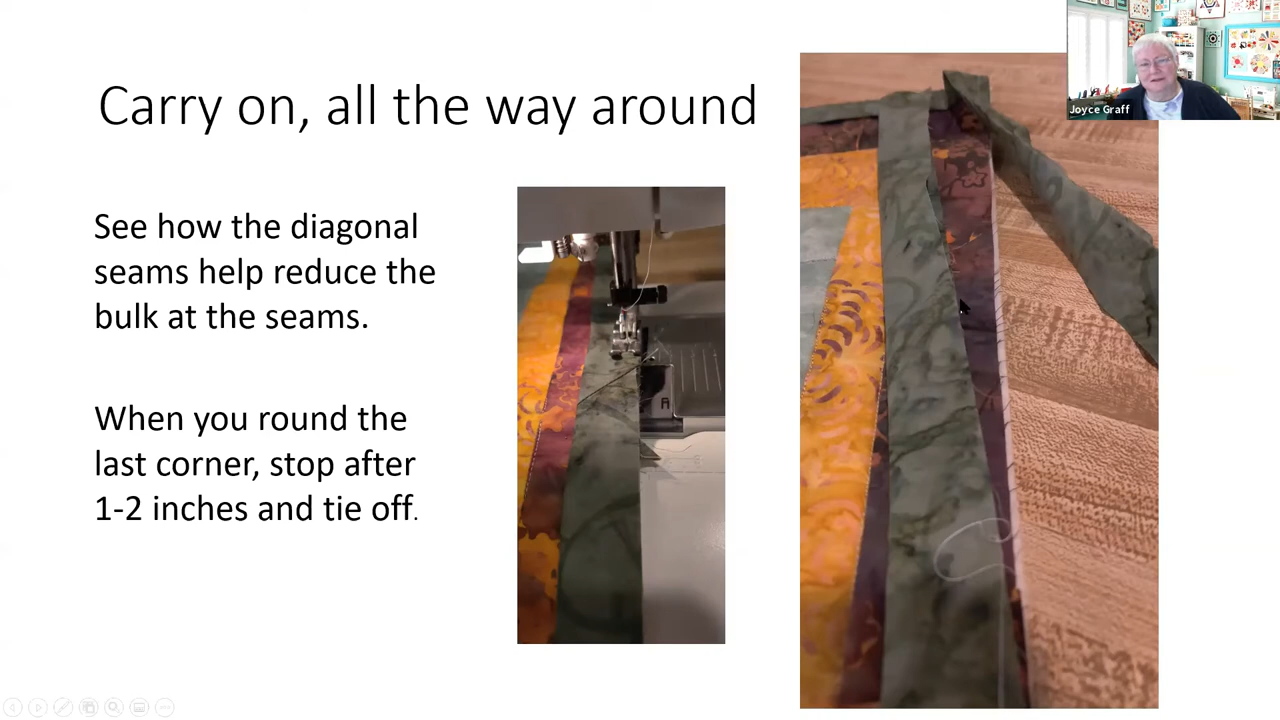 Carry on, all the way around
See how the diagonal
seams help reduce the
bulk at the seams.
When you round the
last corner, stop after
1-2 inches and tie off.
Joyce Graff